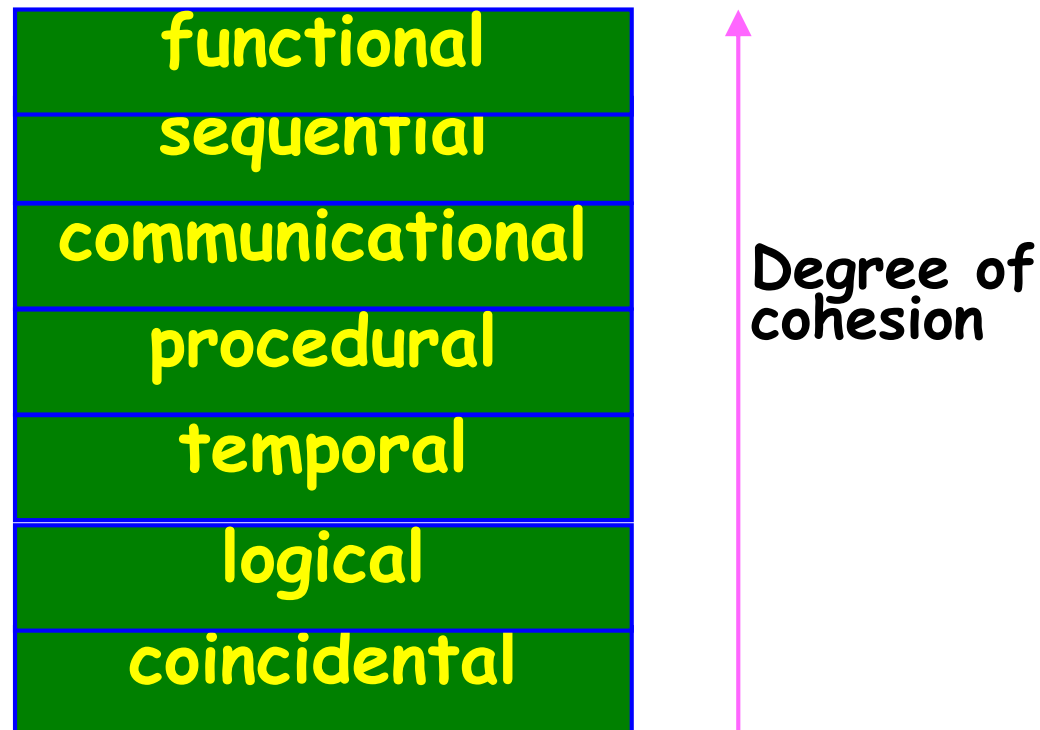 functional
sequential
communicational
procedural
temporal
logical
coincidental
Degree of
cohesion